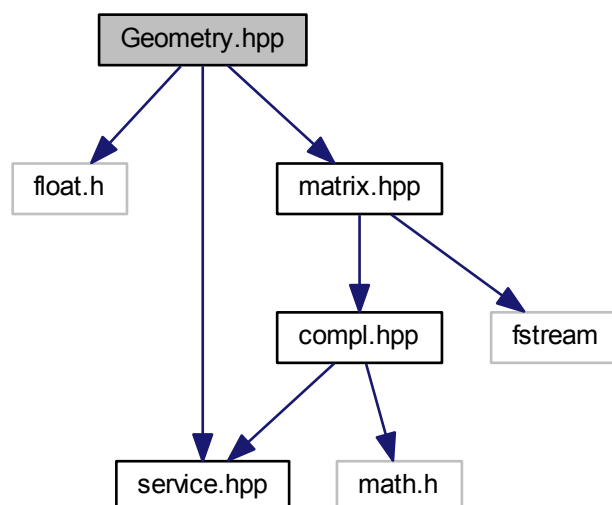 Geometry.hpp
float.h
matrix.hpp
compl.hpp
fstream
service.hpp
math.h